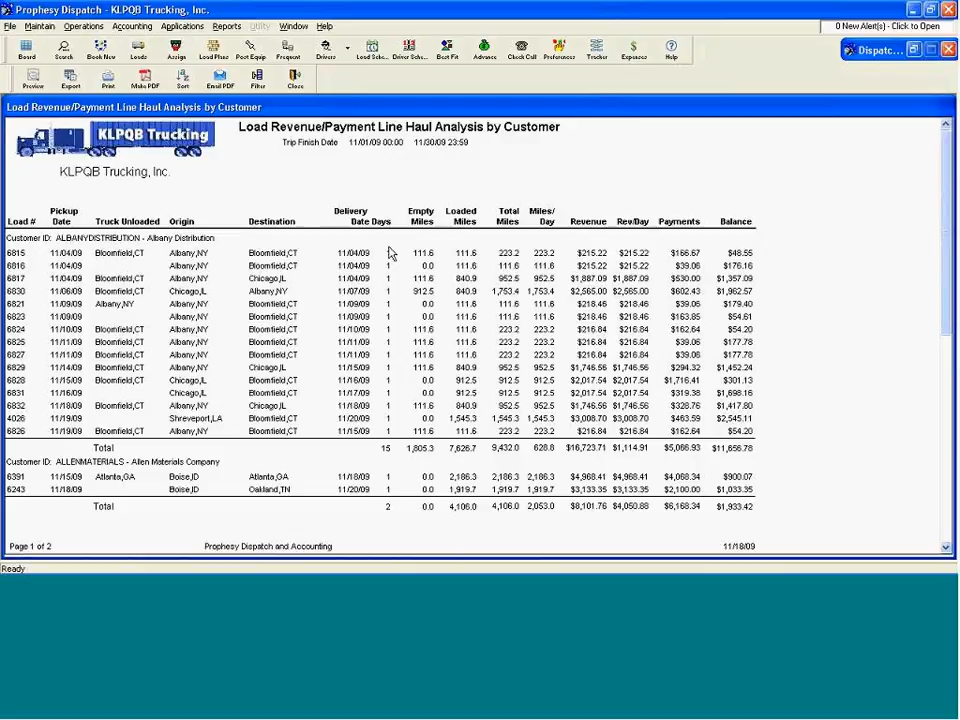 Prophesy Dispatch - KLPQB Trucking, Inc.
File Maintain Operations Accounting Applications Reports Utility Window Help
0 New Alert(s) - Click to Open
Board Search Book New Loads Assign Load Plans Post Equip Frequent Drivers Load Sche... Driver Sche... Best Fit Advance Check Call Preferences Tracker Expenses Help
Dispatc...
Preview Export Print Make PDF Sort Email PDF Filter Close
Load Revenue/Payment Line Haul Analysis by Customer
KLPQB Trucking
Load Revenue/Payment Line Haul Analysis by Customer
Trip Finish Date 11/01/09 00:00 11/30/09 23:59
KLPQB Trucking, Inc.
Pickup Delivery Empty Loaded Total Miles/
Load # Date Truck Unloaded Origin Destination Date Days Miles Miles Miles Day Revenue Rev/Day Payments Balance
Customer ID: ALBANYDISTRIBUTION - Albany Distribution
6815 11/04/09 Bloomfield,CT Albany,NY Bloomfield,CT 11/04/09 111.6 111.6 223.2 223.2 $215.22 $215.22 $166.67 $48.55
6816 11/04/09 Albany,NY Bloomfield,CT 11/04/09 1 0.0 111.6 111.6 111.6 $215.22 $215.22 $39.06 $176.16
6817 11/04/09 Bloomfield,CT Albany,NY Chicago,IL 11/04/09 1 111.6 840.9 952.5 952.5 $1,887.09 $1,887.09 $530.00 $1,357.09
6830 11/06/09 Bloomfield,CT Chicago,IL Albany,NY 11/07/09 1 912.5 840.9 1,753.4 1,753.4 $2,565.00 $2,565.00 $602.43 $1,962.57
6821 11/09/09 Albany,NY Albany,NY Bloomfield,CT 11/09/09 1 0.0 111.6 111.6 111.6 $218.46 $218.46 $39.06 $179.40
6823 11/09/09 Albany,NY Bloomfield,CT 11/09/09 1 0.0 111.6 111.6 111.6 $218.46 $218.46 $163.85 $54.61
6824 11/10/09 Bloomfield,CT Albany,NY Bloomfield,CT 11/10/09 1 111.6 111.6 223.2 223.2 $216.84 $216.84 $162.64 $54.20
6825 11/11/09 Bloomfield,CT Albany,NY Bloomfield,CT 11/11/09 1 111.6 111.6 223.2 223.2 $216.84 $216.84 $39.06 $177.78
6827 11/11/09 Bloomfield,CT Albany,NY Bloomfield,CT 11/11/09 1 111.6 111.6 223.2 223.2 $216.84 $216.84 $39.06 $177.78
6829 11/14/09 Bloomfield,CT Albany,NY Chicago,IL 11/15/09 1 111.6 840.9 952.5 952.5 $1,746.56 $1,746.56 $294.32 $1,452.24
6828 11/15/09 Bloomfield,CT Chicago,IL Bloomfield,CT 11/16/09 1 0.0 912.5 912.5 912.5 $2,017.54 $2,017.54 $1,716.41 $301.13
6831 11/16/09 Chicago,IL Bloomfield,CT 11/17/09 1 0.0 912.5 912.5 912.5 $2,017.54 $2,017.54 $319.38 $1,698.16
6832 11/18/09 Bloomfield,CT Albany,NY Chicago,IL 11/18/09 1 111.6 840.9 952.5 952.5 $1,746.56 $1,746.56 $328.76 $1,417.80
4026 11/19/09 Shreveport,LA Bloomfield,CT 11/20/09 1 0.0 1,545.3 1,545.3 1,545.3 $3,008.70 $3,008.70 $463.59 $2,545.11
6826 11/19/09 Bloomfield,CT Albany,NY Bloomfield,CT 11/15/09 1 111.6 111.6 223.2 223.2 $216.84 $216.84 $162.64 $54.20
Total 15 1,805.3 7,626.7 9,432.0 628.8 $16,723.71 $1,114.91 $5,066.93 $11,656.78
Customer ID: ALLENMATERIALS - Allen Materials Company
6391 11/15/09 Atlanta,GA Boise,ID Atlanta,GA 11/18/09 1 0.0 2,186.3 2,186.3 2,186.3 $4,968.41 $4,968.41 $4,068.34 $900.07
6243 11/18/09 Boise,ID Oakland,TN 11/20/09 1 0.0 1,919.7 1,919.7 1,919.7 $3,133.35 $3,133.35 $2,100.00 $1,033.35
Total 2 0.0 4,106.0 4,106.0 2,053.0 $8,101.76 $4,050.88 $6,168.34 $1,933.42
Page 1 of 2 Prophesy Dispatch and Accounting 11/18/09
Ready